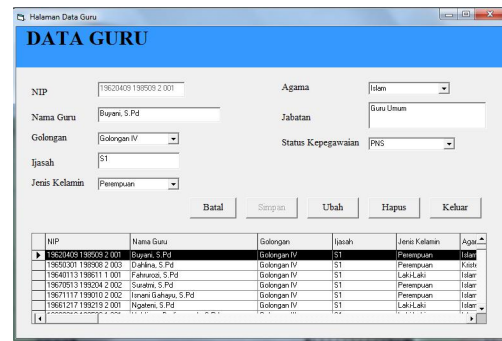 Halaman Data Guru
DATA GURU
NIP 19620409 198509 2 001 Agama Islam
Nama Guru Buyani, S.Pd Jabatan Guru Umum
Golongan Golongan IV Status Kepegawaian PNS
Ijasah S1
Jenis Kelamin Perempuan
Batal Simpan Ubah Hapus Keluar
NIP Nama Guru Golongan Ijasah Jenis Kelamin Agar
19620409 198509 2 001 Buyani, S.Pd Golongan IV S1 Perempuan Islam
19650301 198908 2 003 Dahlina, S.Pd Golongan IV S1 Perempuan Kriste
19640113 198611 1 001 Fahurozi, S.Pd Golongan IV S1 Laki-Laki Islam
19670513 199204 2 002 Suratmi, S.Pd Golongan IV S1 Perempuan Islam
19671117 199010 2 002 Isnani Gahayu, S.Pd Golongan IV S1 Perempuan Islam
19661217 199219 2 001 Ngateni, S.Pd Golongan IV S1 Laki-Laki Islam